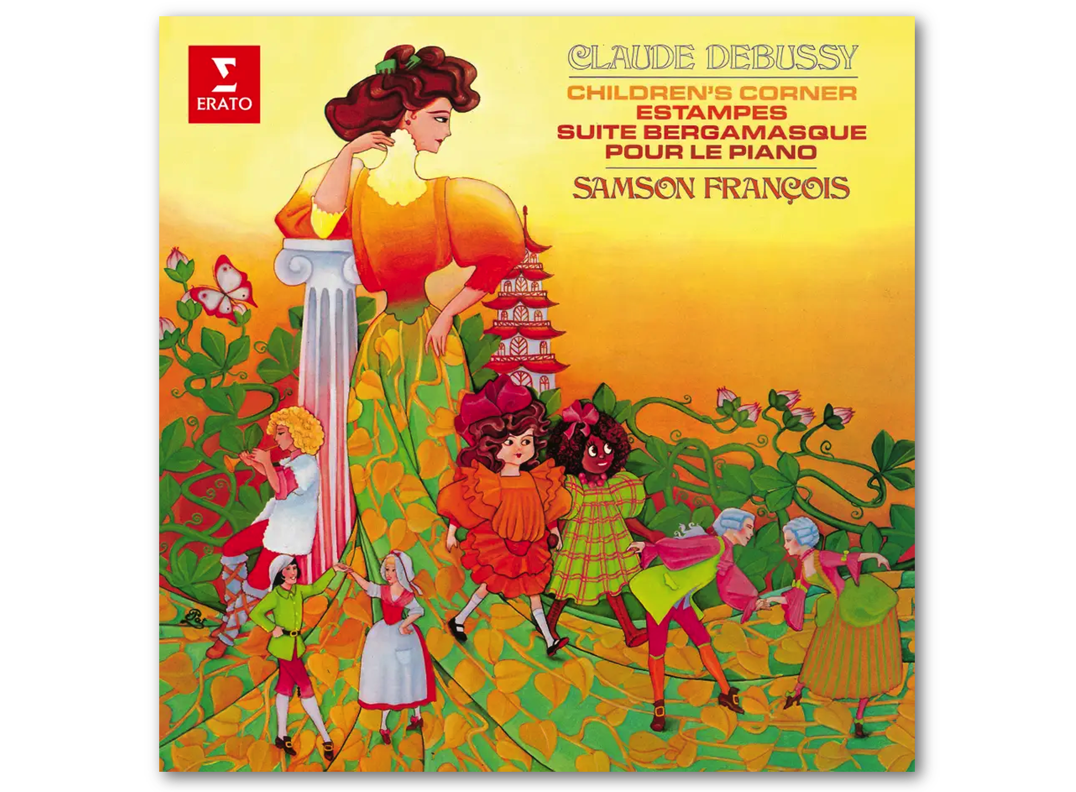 ERATO
CLAUDE DEBUSSY
CHILDREN'S CORNER
ESTAMPES
SUITE BERGAMASQUE
POUR LE PIANO
SAMSON FRANÇOIS